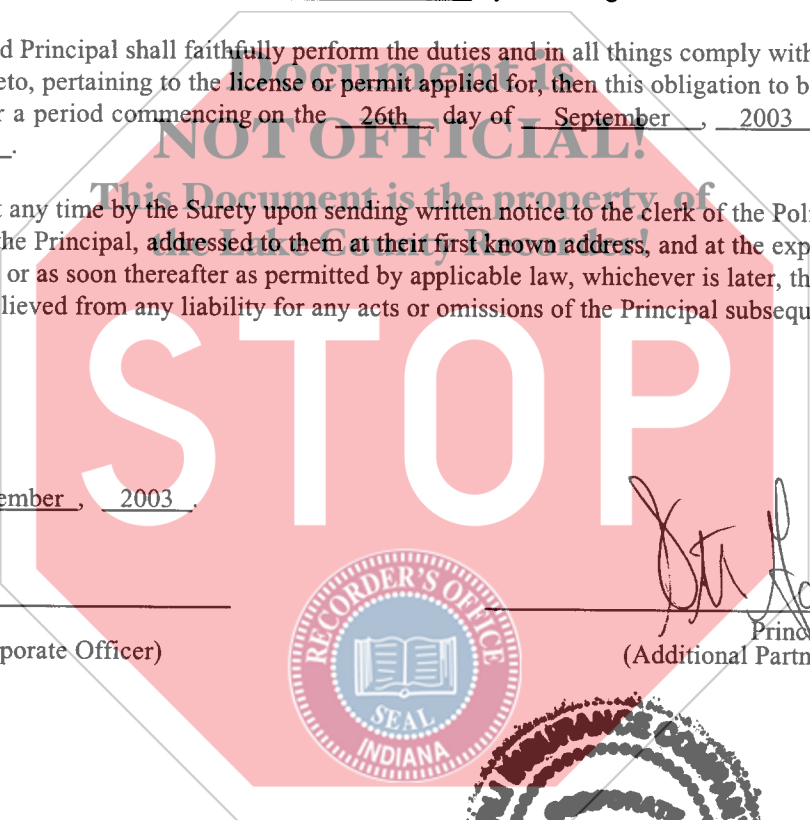 d Principal shall faithfully perform the duties and in all things comply with
Document is
eto, pertaining to the license or permit applied for, then this obligation to b
r a period commencing on the 26th day of September , 2003
NOT OFFICIAL!
This Document is the property of
t any time by the Surety upon sending written notice to the clerk of the Poli
he Principal, addressed to them at their first known address, and at the exp
the Lake County Recorder!
or as soon thereafter as permitted by applicable law, whichever is later, th
lieved from any liability for any acts or omissions of the Principal subsequ
STOP
ember , 2003 .
RECORDER'S OFFICE
SEAL
INDIANA
Princ
porate Officer)
(Additional Partn
INSURANCE COMPAN
CORPORATE